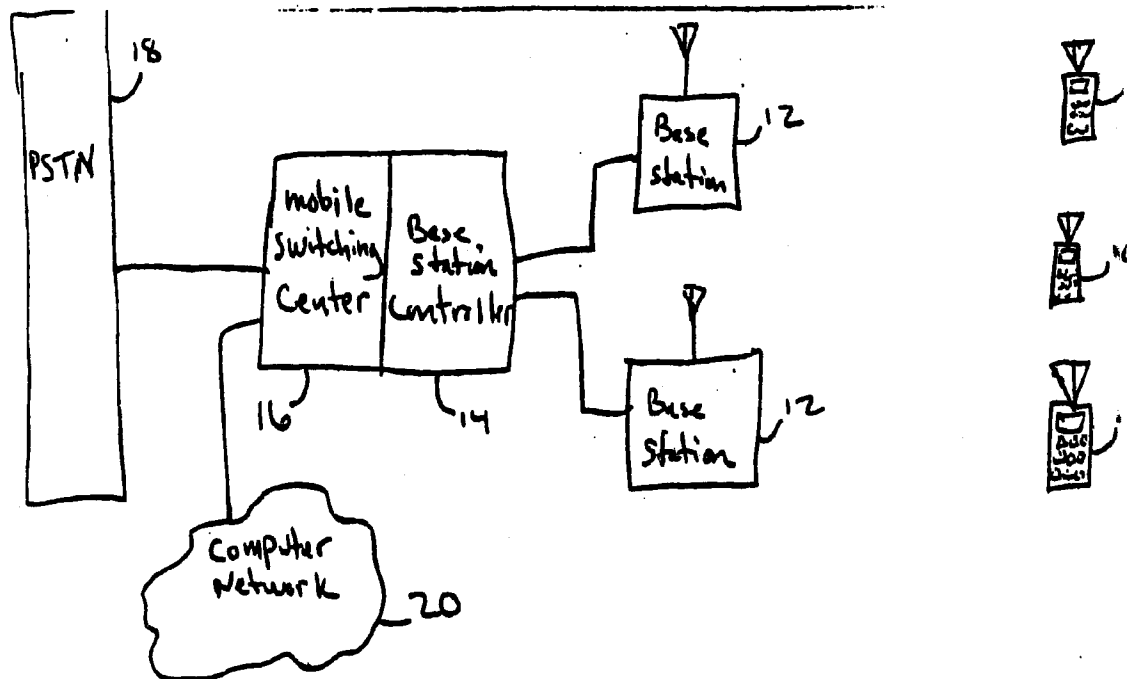 18
PSTN
Base
station
12
mobile
switching
Center
Base
station
Controller
16
14
Base
station
12
Computer
Network
20